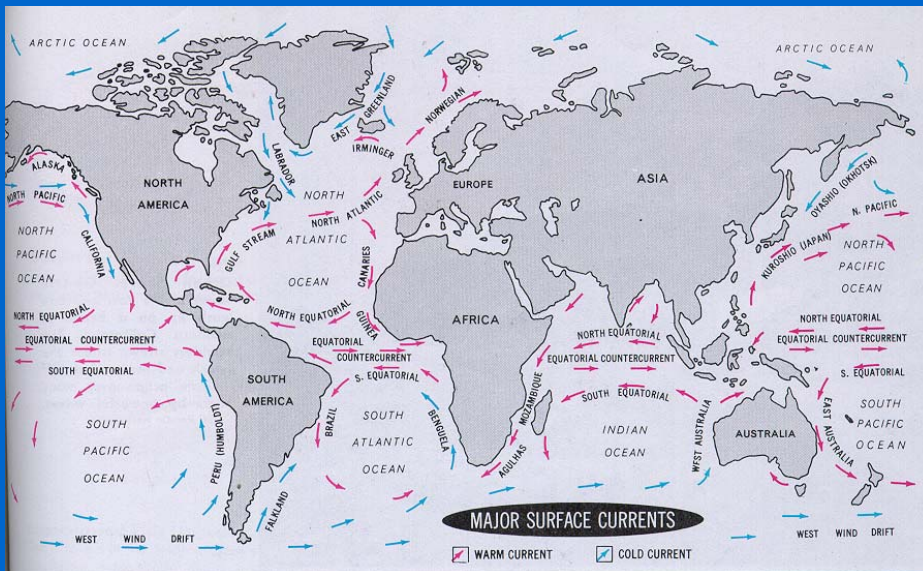 ARCTIC OCEAN
ARCTIC OCEAN
EAST GREENLAND
NORWEGIAN
IRMINGER
LABRADOR
ALASKA
NORTH
AMERICA
NORTH
EUROPE
ASIA
OYASHIO (OKHOTSK)
NORTH PACIFIC
NORTH ATLANTIC
N. PACIFIC
NORTH
PACIFIC
OCEAN
CALIFORNIA
GULF STREAM
ATLANTIC
OCEAN
CANARIES
KUROSHIO (JAPAN)
NORTH
PACIFIC
OCEAN
NORTH EQUATORIAL
NORTH EQUATORIAL
GUINEA
AFRICA
NORTH EQUATORIAL
NORTH EQUATORIAL
EQUATORIAL COUNTERCURRENT
EQUATORIAL
COUNTERCURRENT
EQUATORIAL COUNTERCURRENT
EQUATORIAL COUNTERCURRENT
SOUTH EQUATORIAL
S. EQUATORIAL
SOUTH EQUATORIAL
S. EQUATORIAL
SOUTH
AMERICA
MOZAMBIQUE
SOUTH
PACIFIC
OCEAN
PERU (HUMBOLDT)
BRAZIL
SOUTH
ATLANTIC
OCEAN
BENGUELA
AGULHAS
INDIAN
OCEAN
WEST AUSTRALIA
AUSTRALIA
EAST AUSTRALIA
SOUTH
PACIFIC
OCEAN
FALKLAND
WEST WIND DRIFT
WEST WIND DRIFT
MAJOR SURFACE CURRENTS
WARM CURRENT
COLD CURRENT